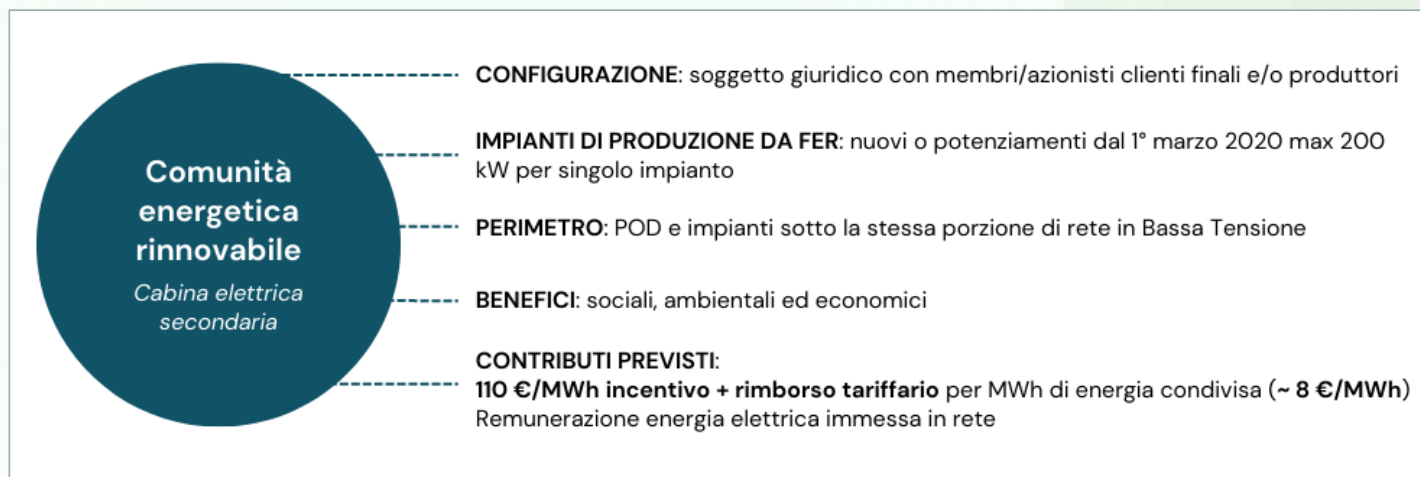 Comunità
energetica
rinnovabile
Cabina elettrica
secondaria
CONFIGURAZIONE: soggetto giuridico con membri/azionisti clienti finali e/o produttori
IMPIANTI DI PRODUZIONE DA FER: nuovi o potenziamenti dal 1° marzo 2020 max 200
kW per singolo impianto
PERIMETRO: POD e impianti sotto la stessa porzione di rete in Bassa Tensione
BENEFICI: sociali, ambientali ed economici
CONTRIBUTI PREVISTI:
110 €/MWh incentivo + rimborso tariffario per MWh di energia condivisa (~ 8 €/MWh)
Remunerazione energia elettrica immessa in rete